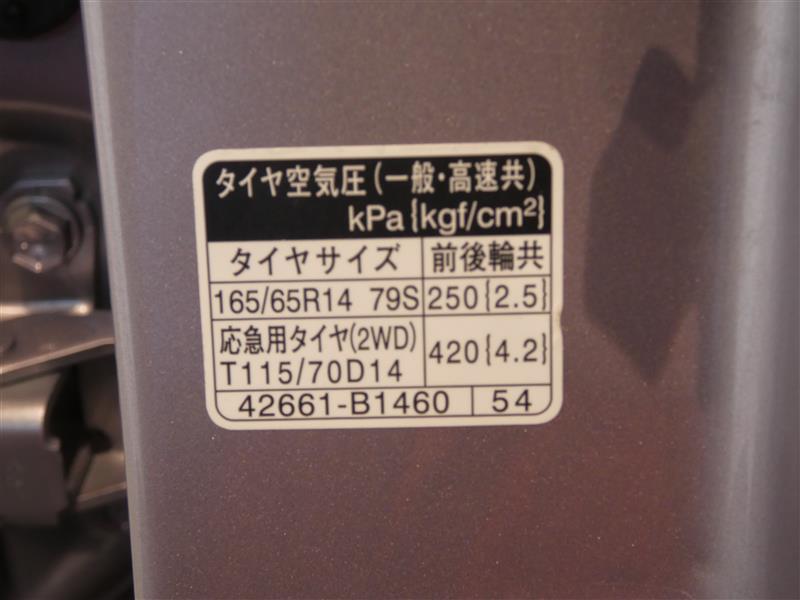 タイヤ空気圧(一般・高速共)
kPa{kgf/cm²}
タイヤサイズ 前後輪共
165/65R14 79S 250{2.5}
応急用タイヤ(2WD)
T115/70D14 420{4.2}
42661-B1460 54